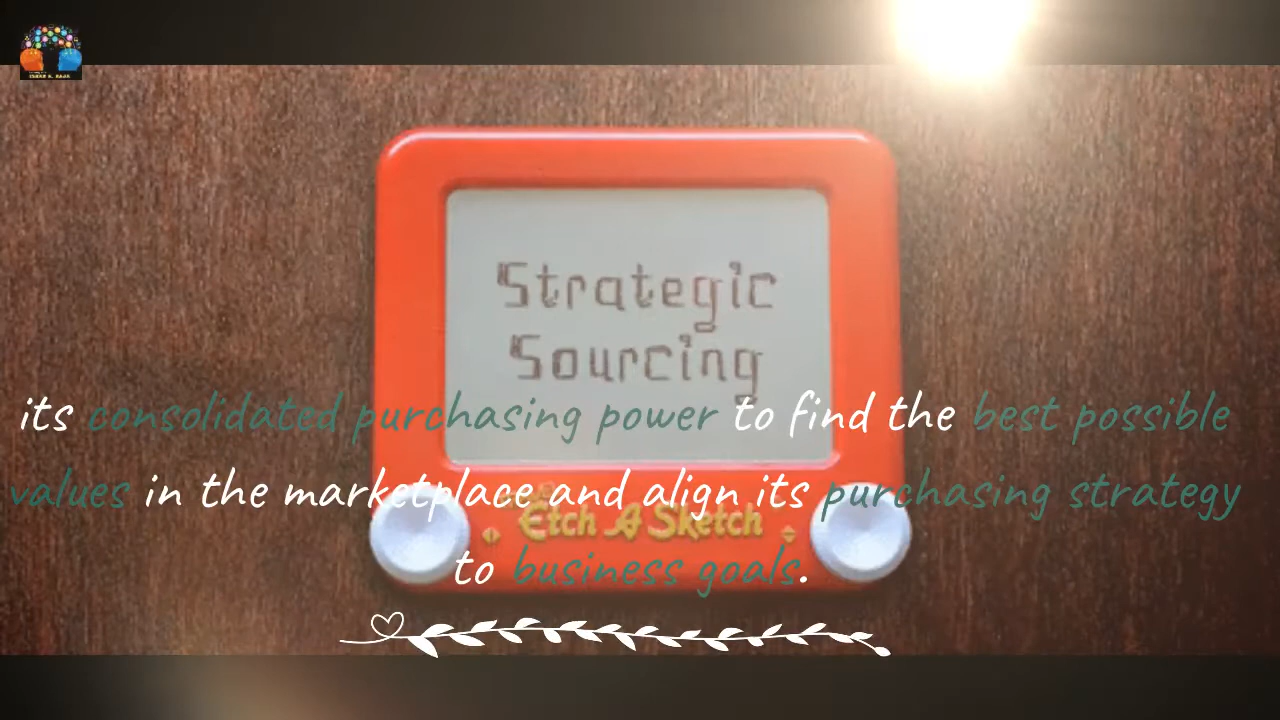 Strategic
Sourcing
its consolidated purchasing power to find the best possible
values in the marketplace and align its purchasing strategy
Etch A Sketch
to business goals.